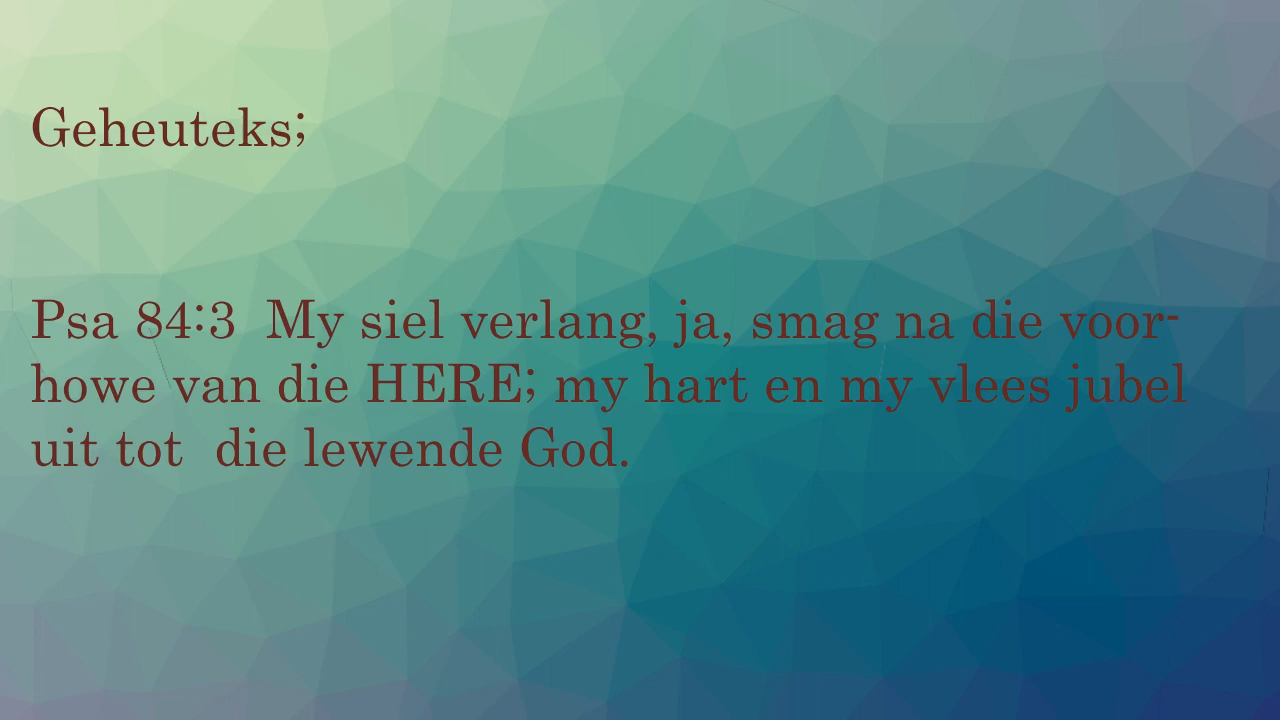 Geheuteks;
Psa 84:3  My siel verlang, ja, smag na die voor-
howe van die HERE; my hart en my vlees jubel
uit tot  die lewende God.